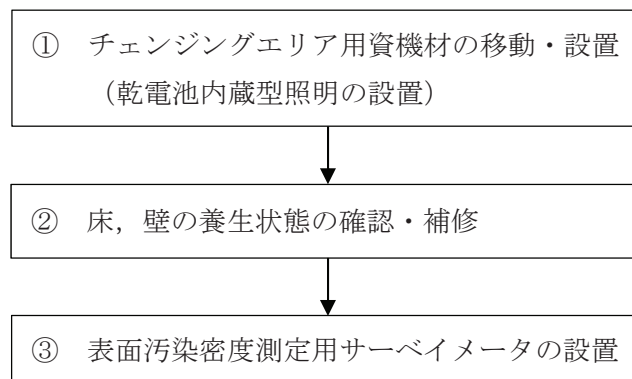 ① チェンジングエリア用資機材の移動・設置
（乾電池内蔵型照明の設置）
② 床，壁の養生状態の確認・補修
③ 表面汚染密度測定用サーベイメータの設置